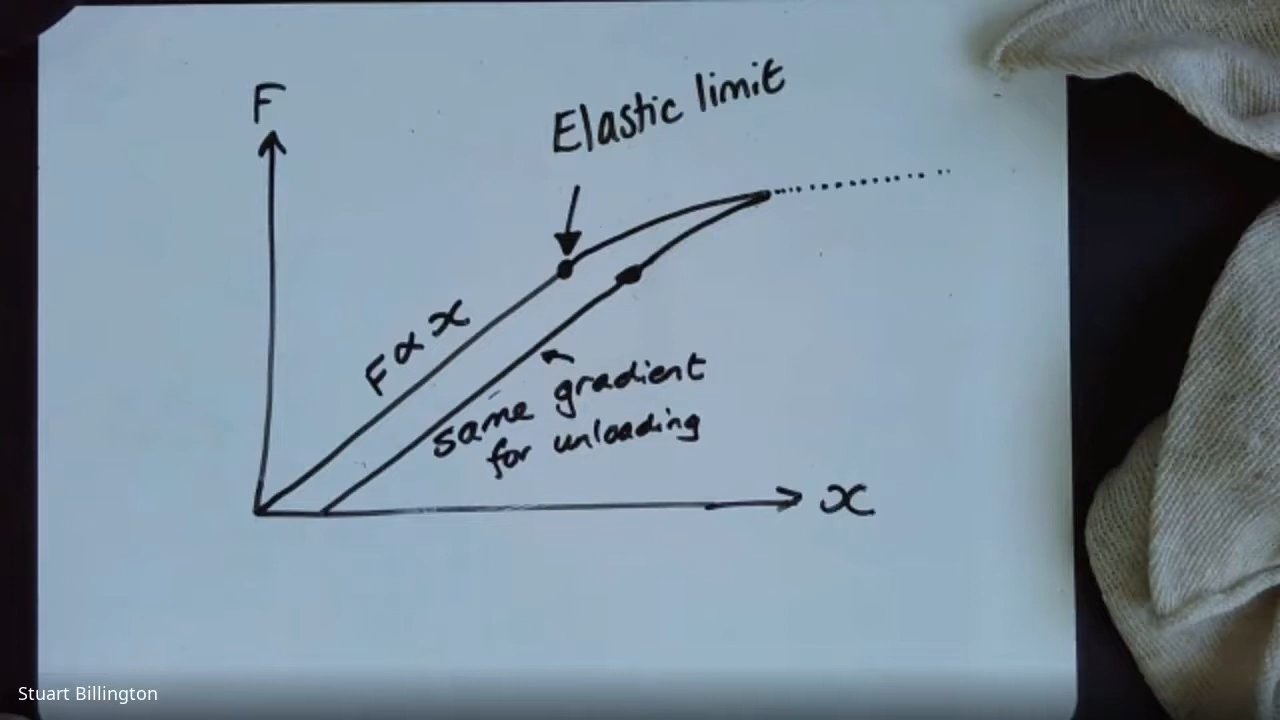 F
Elastic limit
F ∝ x
same gradient
for unloading
x
Stuart Billington